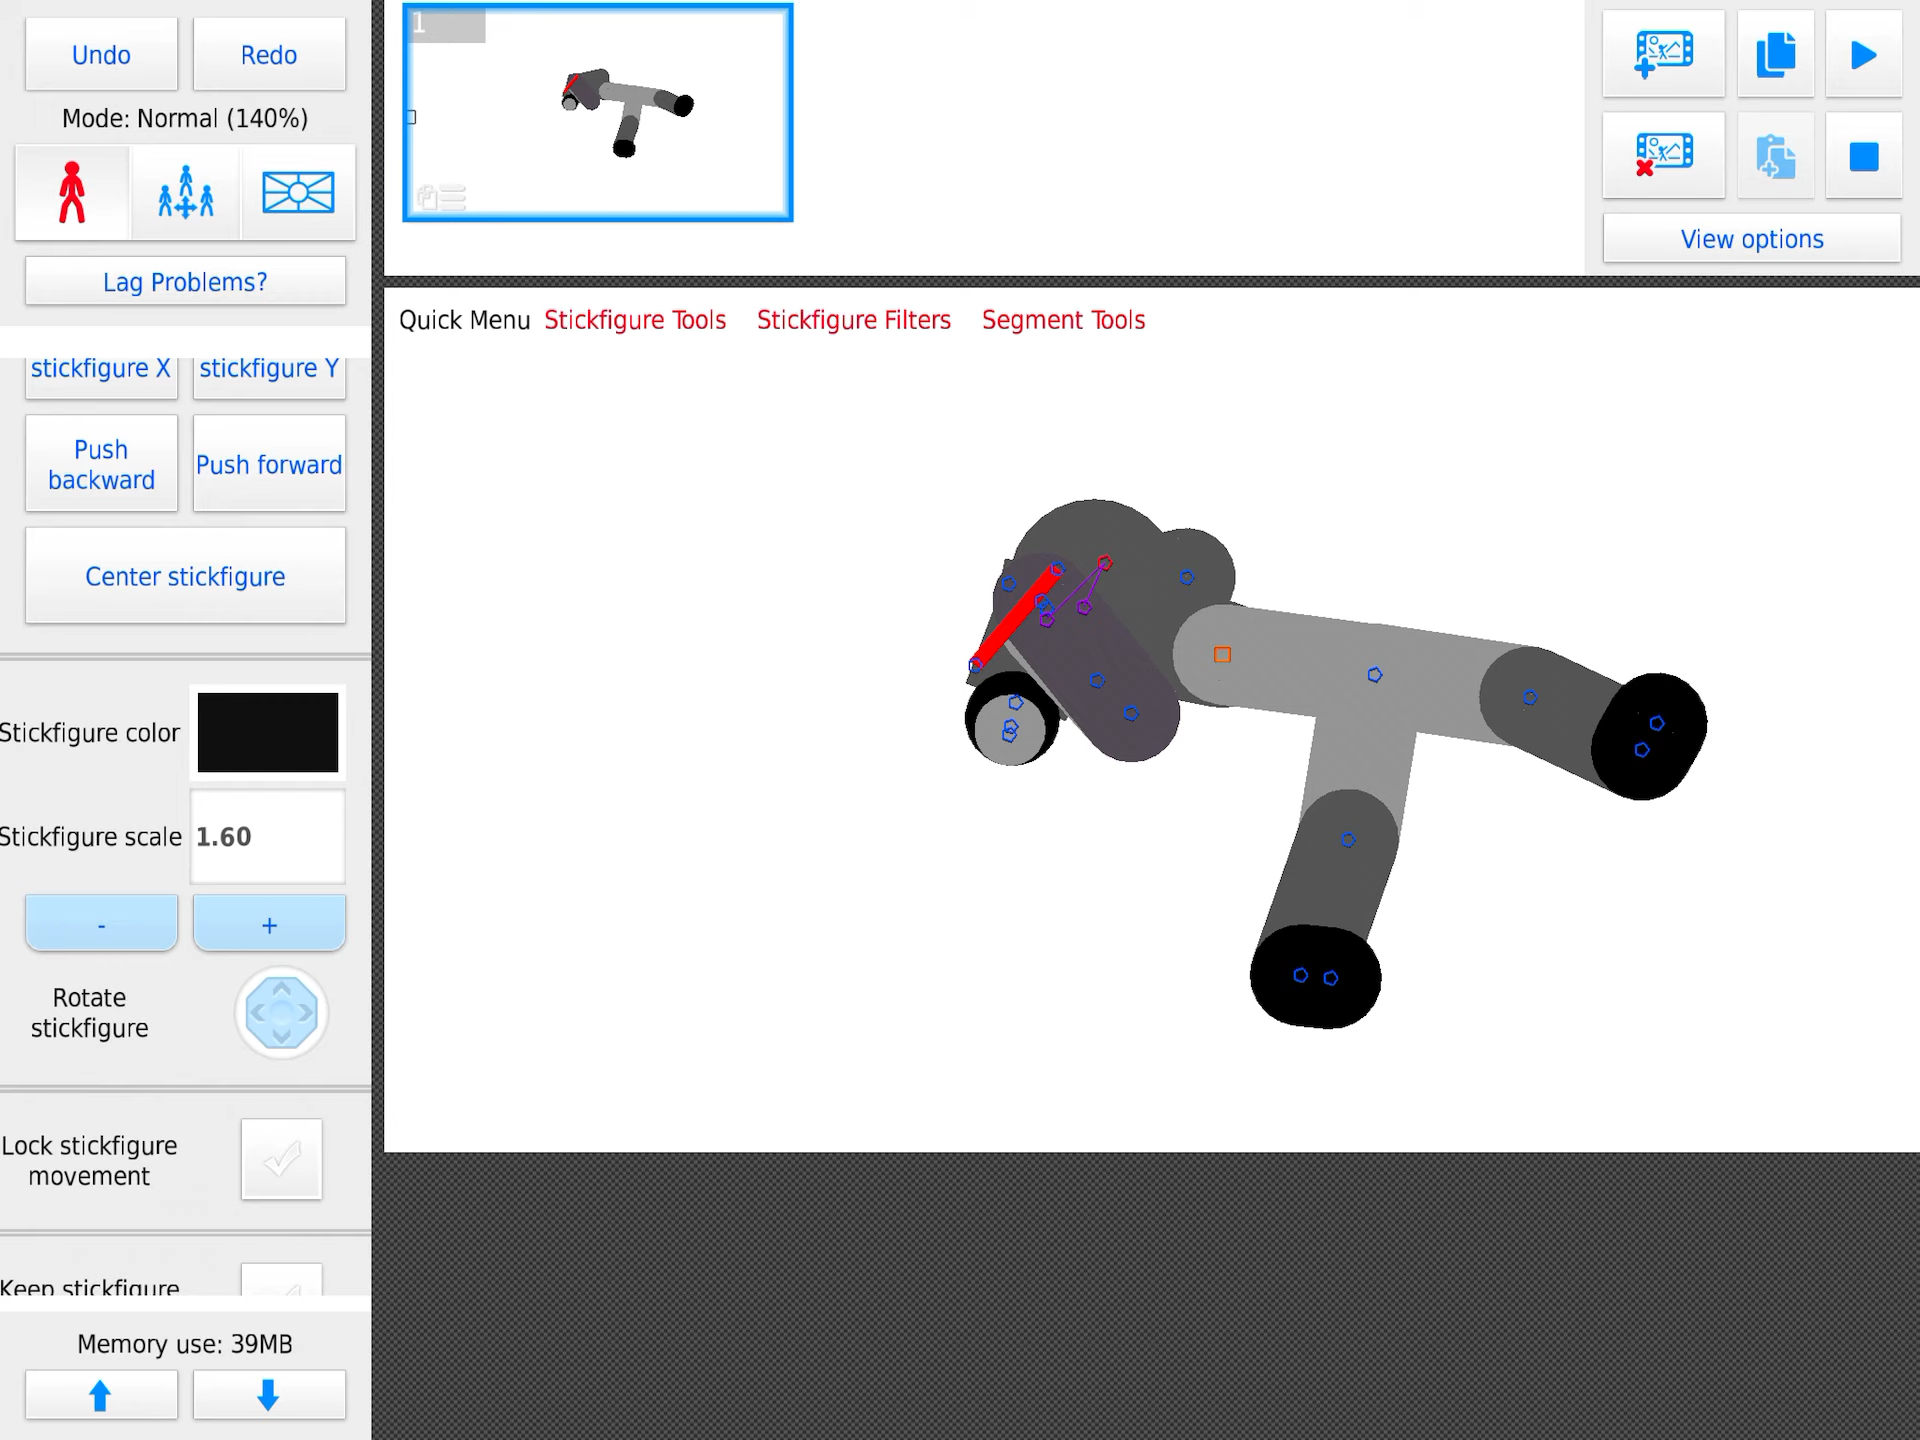 Undo
Redo
Mode: Normal (140%)
Lag Problems?
1
View options
Quick Menu
Stickfigure Tools
Stickfigure Filters
Segment Tools
stickfigure X
stickfigure Y
Push
backward
Push forward
Center stickfigure
Stickfigure color
Stickfigure scale
1.60
-
+
Rotate
stickfigure
Lock stickfigure
movement
Keep stickfigure
Memory use: 39MB